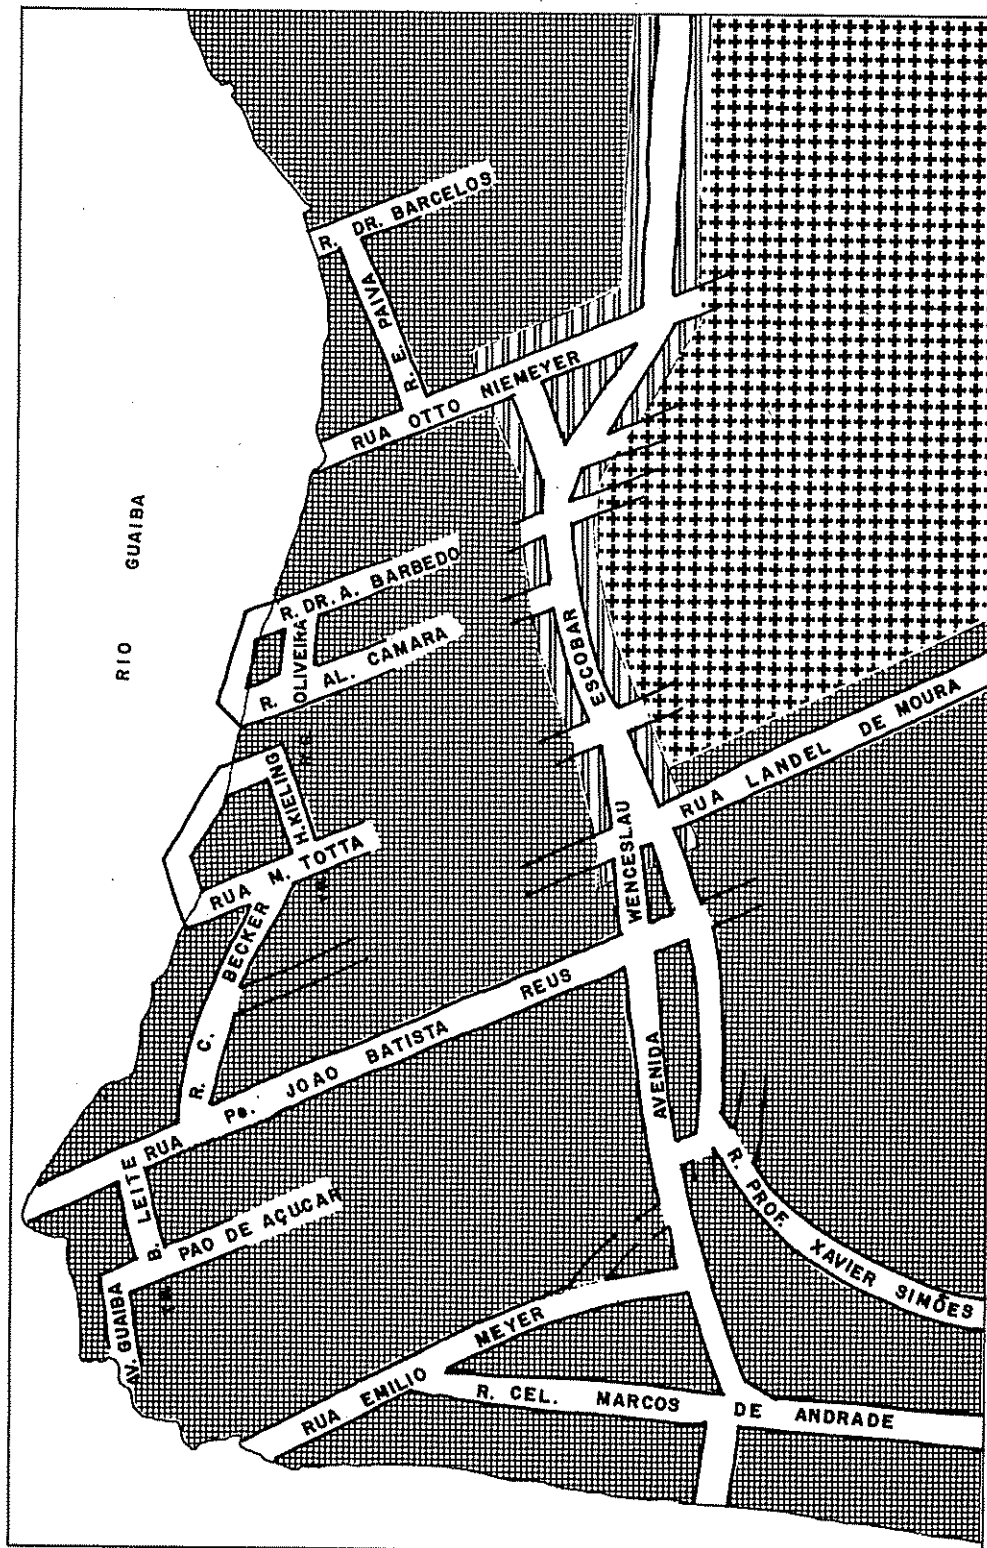 R. DR. BARCELOS
R. E. PAIVA
RUA OTTO NIEMEYER
RIO GUAIBA
R. DR. A. BARBEDO
OLIVEIRA
R. AL. CAMARA
ESCOBAR
H. KIELING
RUA M. TOTTA
WENCESLAU
RUA LANDEL DE MOURA
R. C. BECKER
RUA Pe. JOAO BATISTA REUS
AVENIDA
B. LEITE
PAO DE AÇUCAR
AV. GUAIBA
R. PROF. XAVIER SIMÕES
RUA EMILIO MEYER
R. CEL. MARCOS DE ANDRADE